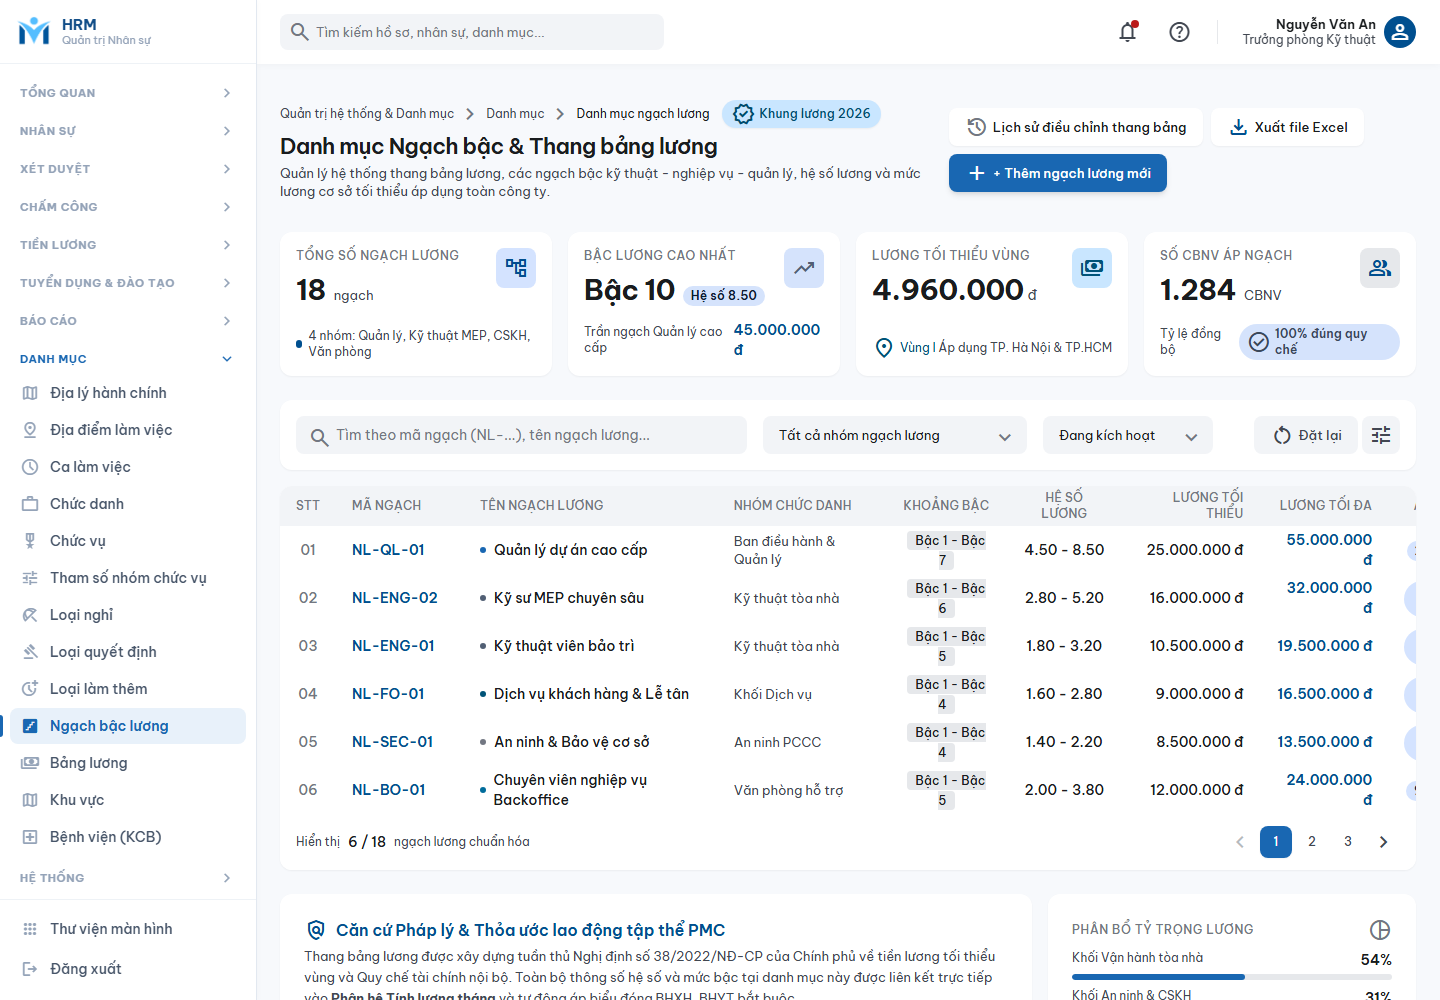 HRM
Quản trị Nhân sự
Tìm kiếm hồ sơ, nhân sự, danh mục...
Nguyễn Văn An
Trưởng phòng Kỹ thuật
TỔNG QUAN
NHÂN SỰ
XÉT DUYỆT
CHẤM CÔNG
TIỀN LƯƠNG
TUYỂN DỤNG & ĐÀO TẠO
BÁO CÁO
DANH MỤC
Địa lý hành chính
Địa điểm làm việc
Ca làm việc
Chức danh
Chức vụ
Tham số nhóm chức vụ
Loại nghỉ
Loại quyết định
Loại làm thêm
Ngạch bậc lương
Bảng lương
Khu vực
Bệnh viện (KCB)
HỆ THỐNG
Thư viện màn hình
Đăng xuất
Quản trị hệ thống & Danh mục
Danh mục
Danh mục ngạch lương
Khung lương 2026
Danh mục Ngạch bậc & Thang bảng lương
Quản lý hệ thống thang bảng lương, các ngạch bậc kỹ thuật - nghiệp vụ - quản lý, hệ số lương và mức
lương cơ sở tối thiểu áp dụng toàn công ty.
Lịch sử điều chỉnh thang bảng
Xuất file Excel
+ Thêm ngạch lương mới
TỔNG SỐ NGẠCH LƯƠNG
18 ngạch
4 nhóm: Quản lý, Kỹ thuật MEP, CSKH,
Văn phòng
BẬC LƯƠNG CAO NHẤT
Bậc 10 Hệ số 8.50
Trần ngạch Quản lý cao
cấp
45.000.000
đ
LƯƠNG TỐI THIỂU VÙNG
4.960.000 đ
Vùng I Áp dụng TP. Hà Nội & TP.HCM
SỐ CBNV ÁP NGẠCH
1.284 CBNV
Tỷ lệ đồng
bộ
100% đúng quy
chế
Tìm theo mã ngạch (NL-...), tên ngạch lương...
Tất cả nhóm ngạch lương
Đang kích hoạt
Đặt lại
STT
MÃ NGẠCH
TÊN NGẠCH LƯƠNG
NHÓM CHỨC DANH
KHOẢNG BẬC
HỆ SỐ
LƯƠNG
LƯƠNG TỐI
THIỂU
LƯƠNG TỐI ĐA
01
NL-QL-01
Quản lý dự án cao cấp
Ban điều hành &
Quản lý
Bậc 1 - Bậc
7
4.50 - 8.50
25.000.000 đ
55.000.000
đ
02
NL-ENG-02
Kỹ sư MEP chuyên sâu
Kỹ thuật tòa nhà
Bậc 1 - Bậc
6
2.80 - 5.20
16.000.000 đ
32.000.000
đ
03
NL-ENG-01
Kỹ thuật viên bảo trì
Kỹ thuật tòa nhà
Bậc 1 - Bậc
5
1.80 - 3.20
10.500.000 đ
19.500.000 đ
04
NL-FO-01
Dịch vụ khách hàng & Lễ tân
Khối Dịch vụ
Bậc 1 - Bậc
4
1.60 - 2.80
9.000.000 đ
16.500.000 đ
05
NL-SEC-01
An ninh & Bảo vệ cơ sở
An ninh PCCC
Bậc 1 - Bậc
4
1.40 - 2.20
8.500.000 đ
13.500.000 đ
06
NL-BO-01
Chuyên viên nghiệp vụ
Backoffice
Văn phòng hỗ trợ
Bậc 1 - Bậc
5
2.00 - 3.80
12.000.000 đ
24.000.000
đ
Hiển thị 6 / 18 ngạch lương chuẩn hóa
1
2
3
Căn cứ Pháp lý & Thỏa ước lao động tập thể PMC
Thang bảng lương được xây dựng tuần thủ Nghị định số 38/2022/NĐ-CP của Chính phủ về tiền lương tối thiểu
vùng và Quy chế tài chính nội bộ. Toàn bộ thông số hệ số và mức bậc tại danh mục này được liên kết trực tiếp
vào Phân hệ Tính lương tháng và tự động áp biểu đóng BHXH, BHYT bắt buộc.
PHÂN BỔ TỶ TRỌNG LƯƠNG
Khối Vận hành tòa nhà
54%
Khối An ninh & CSKH
31%